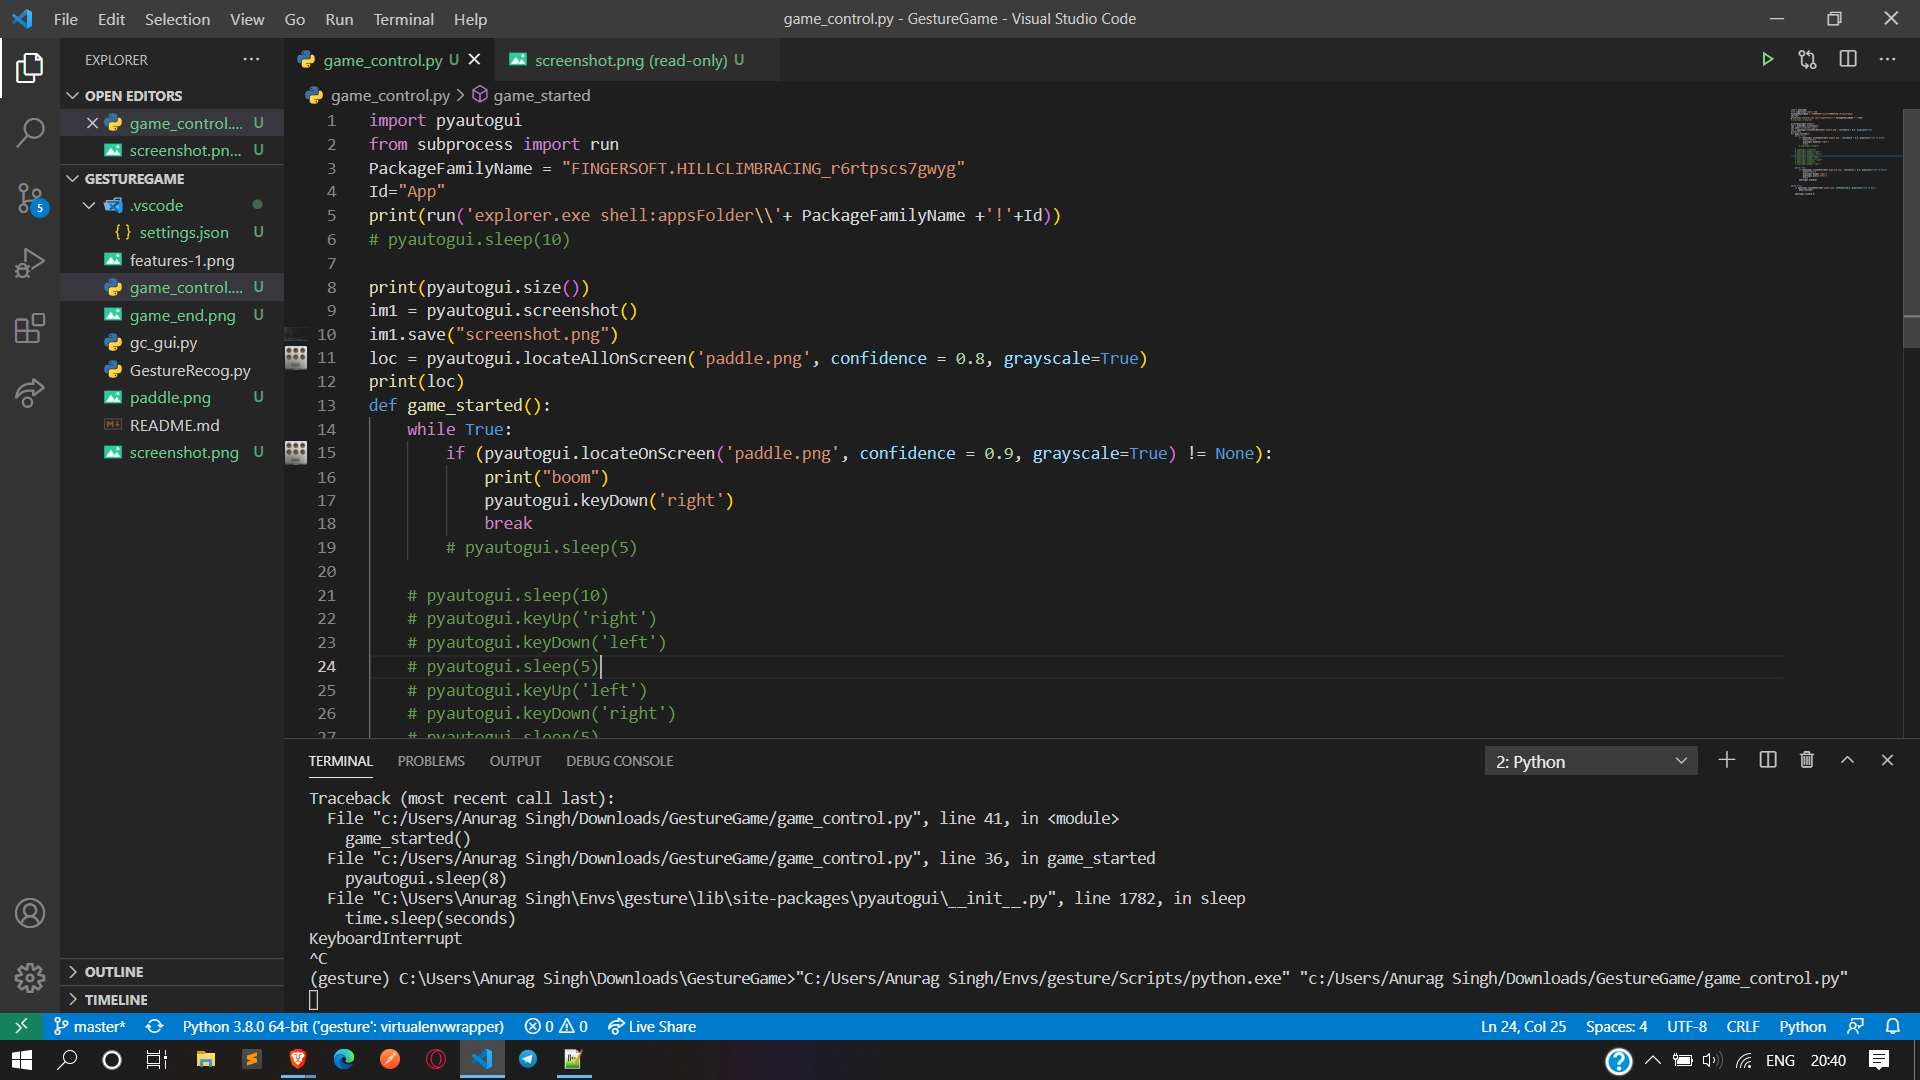 File Edit Selection View Go Run Terminal Help
game_control.py - GestureGame - Visual Studio Code
EXPLORER
OPEN EDITORS
game_control.... U
screenshot.pn... U
GESTUREGAME
.vscode
settings.json U
features-1.png
game_control.... U
game_end.png U
gc_gui.py
GestureRecog.py
paddle.png U
README.md
screenshot.png U
OUTLINE
TIMELINE
5
game_control.py U
screenshot.png (read-only) U
game_control.py > game_started
1 import pyautogui
2 from subprocess import run
3 PackageFamilyName = "FINGERSOFT.HILLCLIMBRACING_r6rtpscs7gwyg"
4 Id="App"
5 print(run('explorer.exe shell:appsFolder\\'+ PackageFamilyName +'!'+Id))
6 # pyautogui.sleep(10)
7
8 print(pyautogui.size())
9 im1 = pyautogui.screenshot()
10 im1.save("screenshot.png")
11 loc = pyautogui.locateAllOnScreen('paddle.png', confidence = 0.8, grayscale=True)
12 print(loc)
13 def game_started():
14 while True:
15 if (pyautogui.locateOnScreen('paddle.png', confidence = 0.9, grayscale=True) != None):
16 print("boom")
17 pyautogui.keyDown('right')
18 break
19 # pyautogui.sleep(5)
20
21 # pyautogui.sleep(10)
22 # pyautogui.keyUp('right')
23 # pyautogui.keyDown('left')
24 # pyautogui.sleep(5)
25 # pyautogui.keyUp('left')
26 # pyautogui.keyDown('right')
27 # pyautogui.sleep(5)
TERMINAL PROBLEMS OUTPUT DEBUG CONSOLE
2: Python
Traceback (most recent call last):
File "c:/Users/Anurag Singh/Downloads/GestureGame/game_control.py", line 41, in <module>
game_started()
File "c:/Users/Anurag Singh/Downloads/GestureGame/game_control.py", line 36, in game_started
pyautogui.sleep(8)
File "C:\Users\Anurag Singh\Envs\gesture\lib\site-packages\pyautogui\__init__.py", line 1782, in sleep
time.sleep(seconds)
KeyboardInterrupt
^C
(gesture) C:\Users\Anurag Singh\Downloads\GestureGame>"C:/Users/Anurag Singh/Envs/gesture/Scripts/python.exe" "c:/Users/Anurag Singh/Downloads/GestureGame/game_control.py"
master* Python 3.8.0 64-bit ('gesture': virtualenvwrapper) 0 0 Live Share
Ln 24, Col 25 Spaces: 4 UTF-8 CRLF Python
ENG 20:40